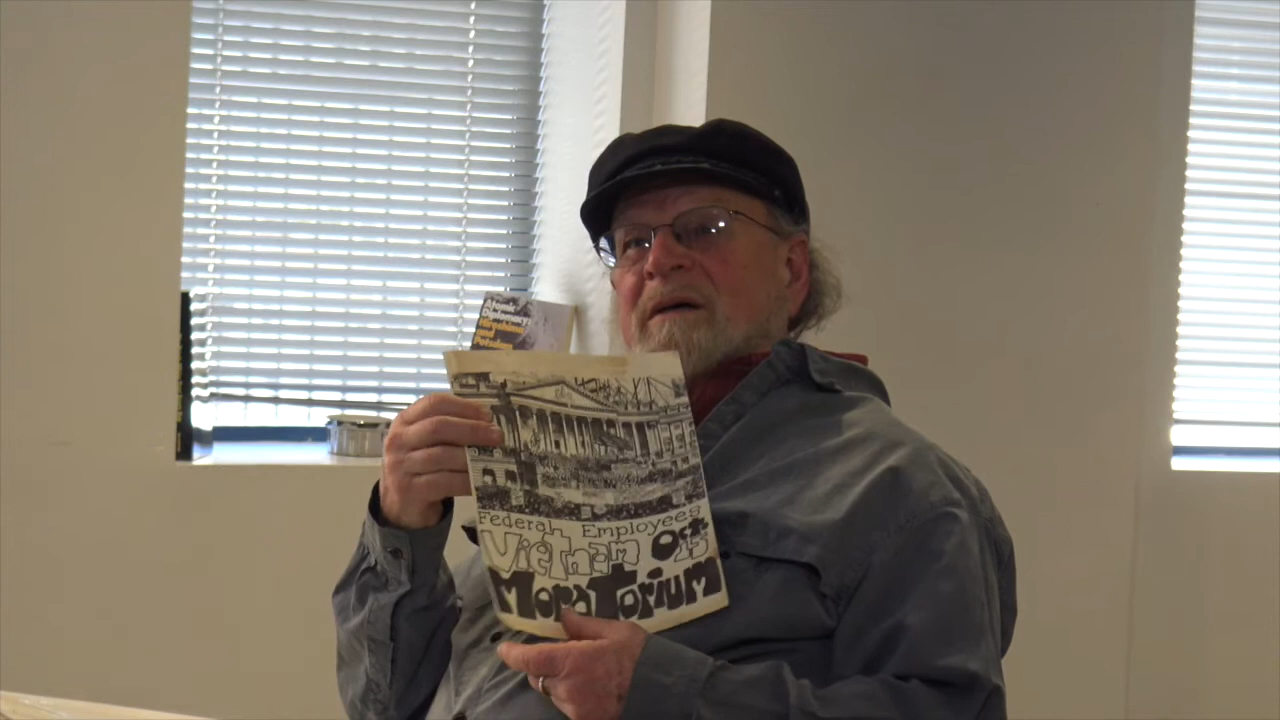 Atomic
Diplomacy:
Hiroshima
and
Potsdam
Federal Employees
Vietnam Oct
15
Moratorium